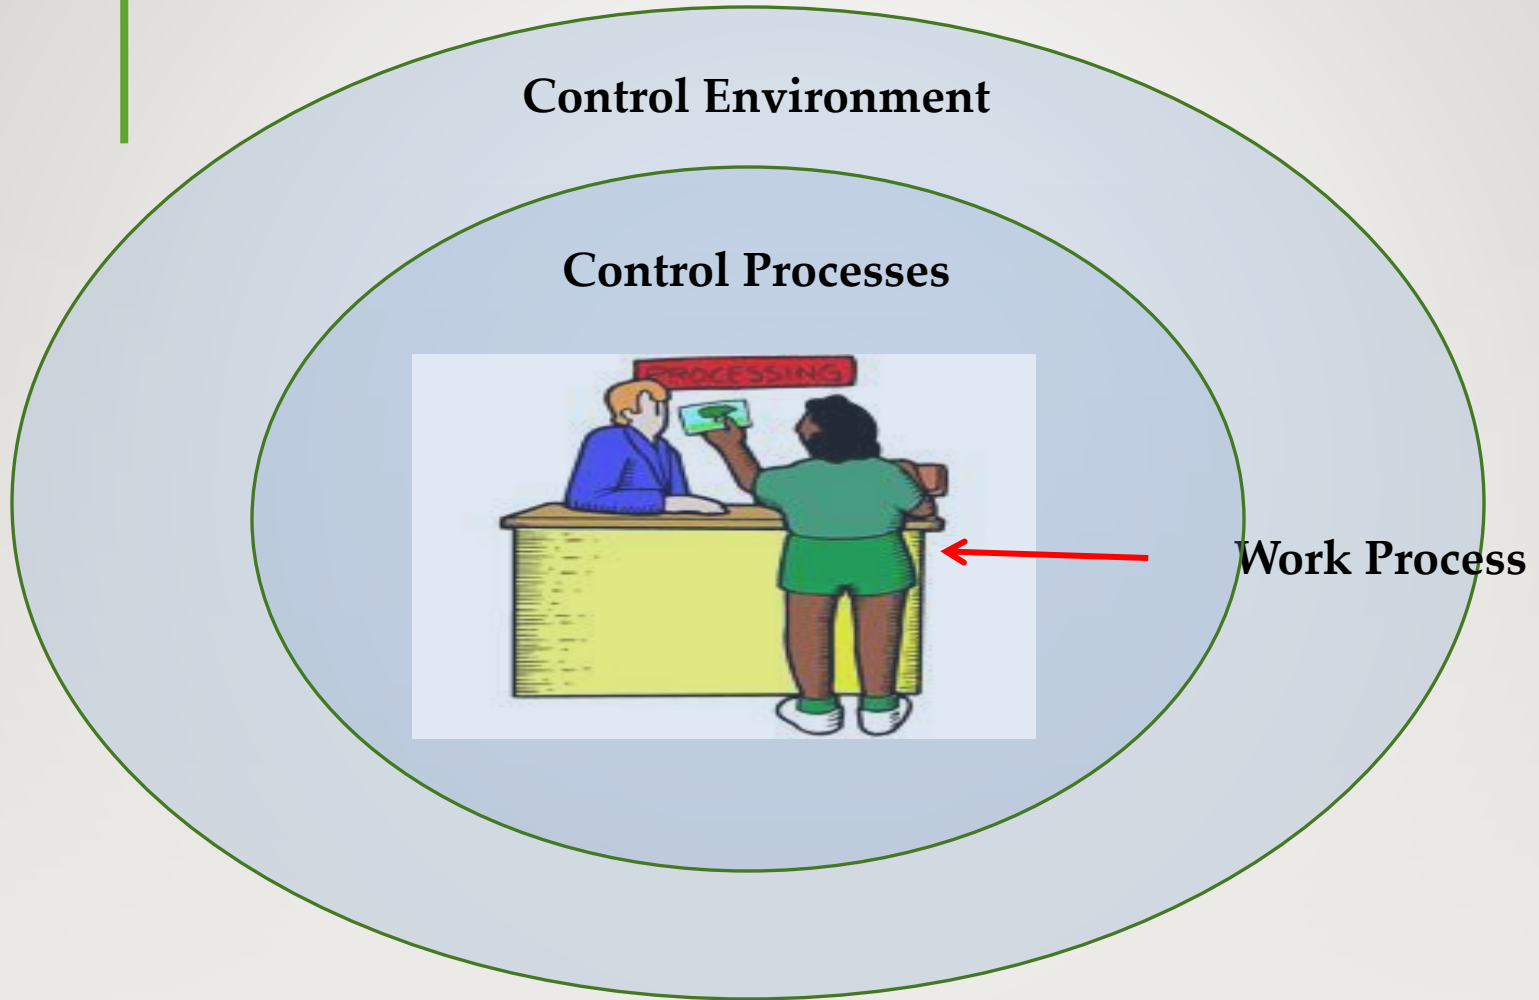 Control Environment
Control Processes
PROCESSING
Work Process